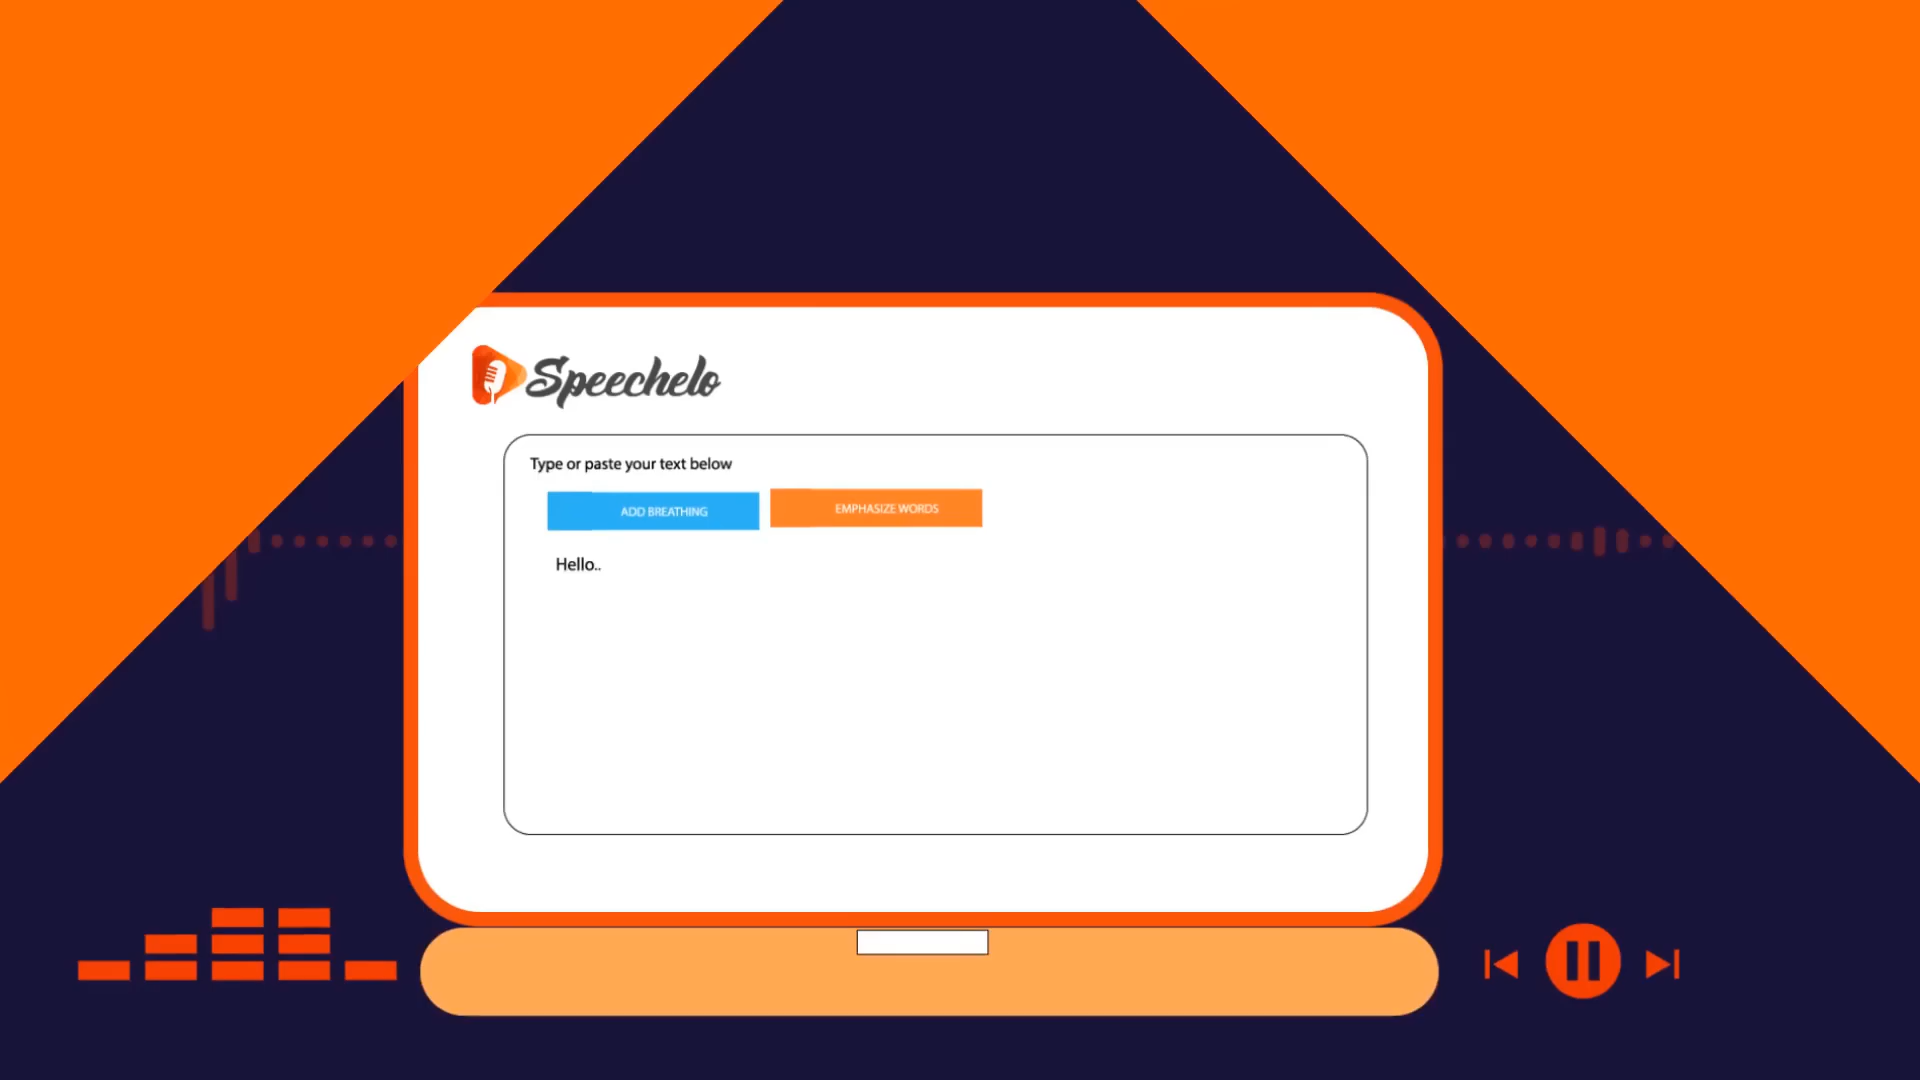 Speechelo
Type or paste your text below
ADD BREATHING
EMPHASIZE WORDS
Hello..